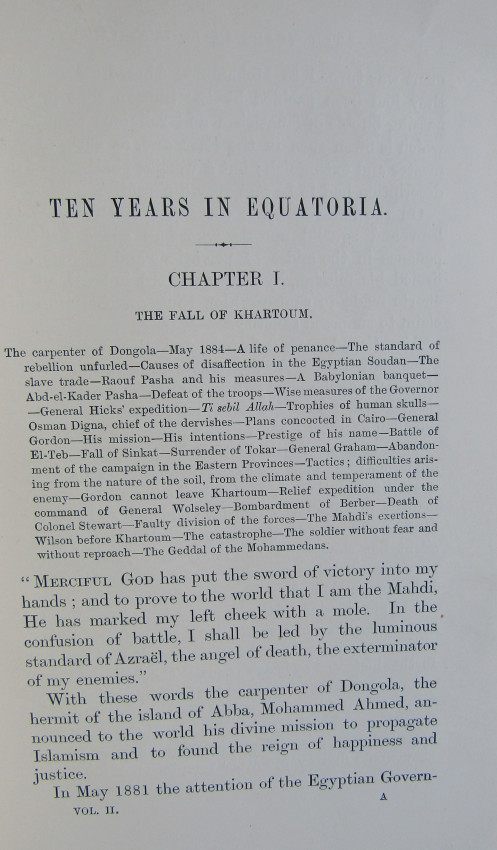 TEN YEARS IN EQUATORIA.
CHAPTER I.
THE FALL OF KHARTOUM.
The carpenter of Dongola—May 1884—A life of penance—The standard of
rebellion unfurled—Causes of disaffection in the Egyptian Soudan—The
slave trade—Raouf Pasha and his measures—A Babylonian banquet—
Abd-el-Kader Pasha—Defeat of the troops—Wise measures of the Governor
—General Hicks' expedition—Ti sebil Allah—Trophies of human skulls—
Osman Digna, chief of the dervishes—Plans concocted in Cairo—General
Gordon—His mission—His intentions—Prestige of his name—Battle of
El-Teb—Fall of Sinkat—Surrender of Tokar—General Graham—Abandon-
ment of the campaign in the Eastern Provinces—Tactics; difficulties aris-
ing from the nature of the soil, from the climate and temperament of the
enemy—Gordon cannot leave Khartoum—Relief expedition under the
command of General Wolseley—Bombardment of Berber—Death of
Colonel Stewart—Faulty division of the forces—The Mahdi's exertions—
Wilson before Khartoum—The catastrophe—The soldier without fear and
without reproach—The Geddal of the Mohammedans.
"MERCIFUL GOD has put the sword of victory into my
hands; and to prove to the world that I am the Mahdi,
He has marked my left cheek with a mole. In the
confusion of battle, I shall be led by the luminous
standard of Azraël, the angel of death, the exterminator
of my enemies."
With these words the carpenter of Dongola, the
hermit of the island of Abba, Mohammed Ahmed, an-
nounced to the world his divine mission to propagate
Islamism and to found the reign of happiness and
justice.
In May 1881 the attention of the Egyptian Govern-
VOL. II.
A